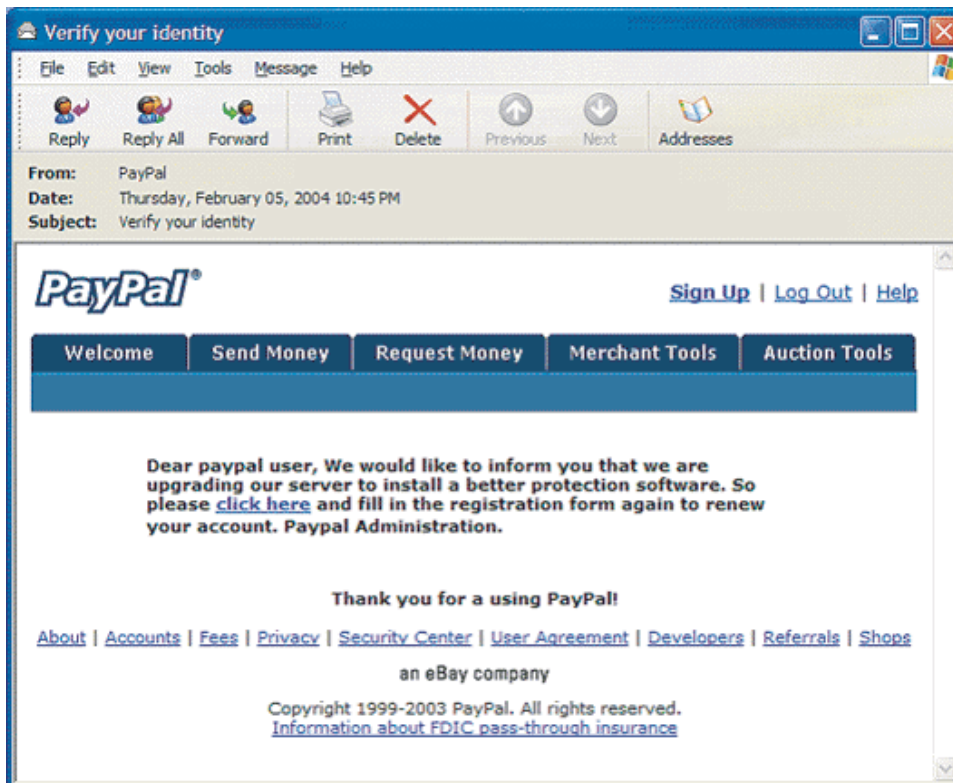 Verify your identity
File Edit View Tools Message Help
Reply Reply All Forward Print Delete Previous Next Addresses
From: PayPal
Date: Thursday, February 05, 2004 10:45 PM
Subject: Verify your identity
PayPal®
Sign Up | Log Out | Help
Welcome Send Money Request Money Merchant Tools Auction Tools
Dear paypal user, We would like to inform you that we are
upgrading our server to install a better protection software. So
please click here and fill in the registration form again to renew
your account. Paypal Administration.
Thank you for a using PayPal!
About | Accounts | Fees | Privacy | Security Center | User Agreement | Developers | Referrals | Shops
an eBay company
Copyright 1999-2003 PayPal. All rights reserved.
Information about FDIC pass-through insurance